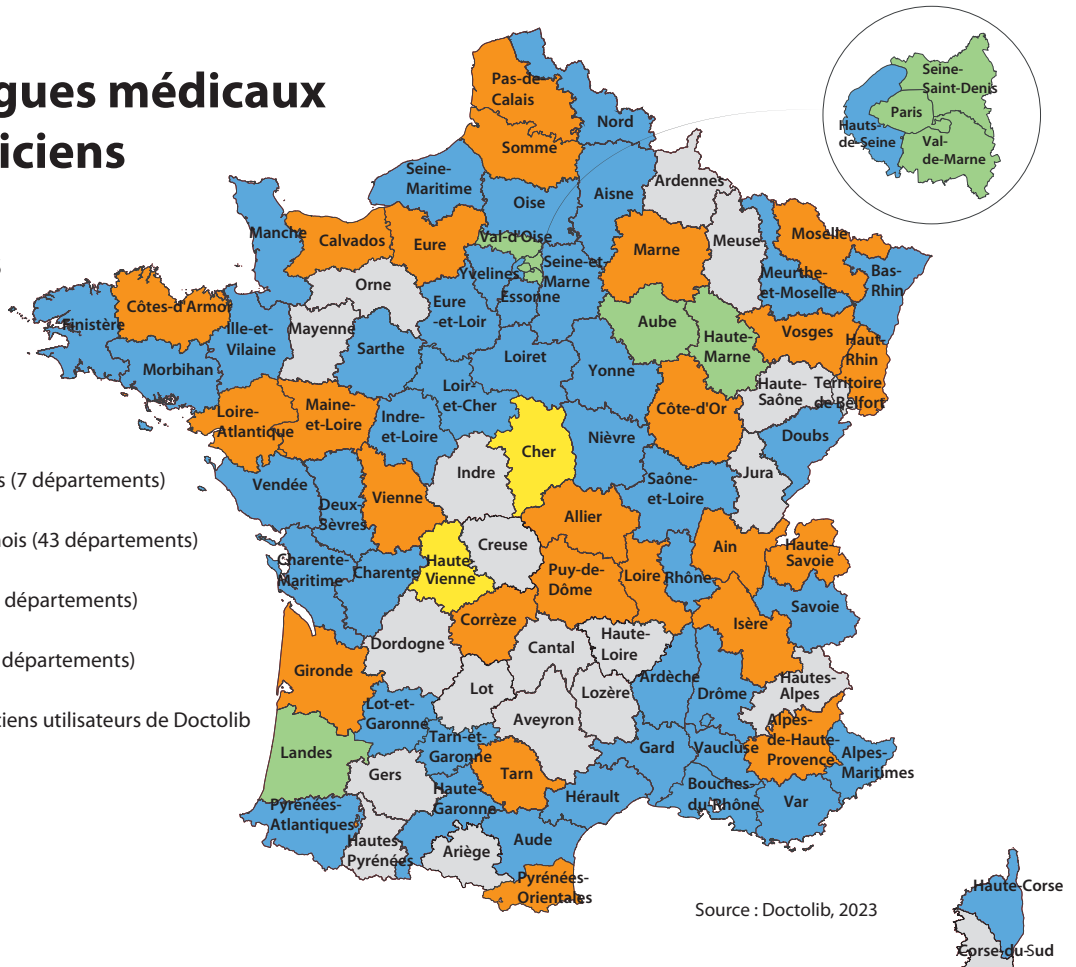 gues médicaux
iciens
s (7 départements)
ois (43 départements)
départements)
départements)
ciens utilisateurs de Doctolib
Seine-
Saint-Denis
Paris
Hauts-
de-Seine
Val-
de-Marne
Pas-de-
Calais
Nord
Somme
Seine-
Maritime
Oise
Aisne
Ardennes
Manche
Calvados
Eure
Val-d'Oise
Marne
Meuse
Moselle
Yvelines
Seine-et-
Marne
Essonne
Meurthe-
et-Moselle
Bas-
Rhin
Orne
Eure
-et-Loir
Finistère
Côtes-d'Armor
Ille-et-
Vilaine
Mayenne
Sarthe
Aube
Haute-
Marne
Vosges
Haut-
Rhin
Morbihan
Loiret
Yonne
Loir-
et-Cher
Haute-
Saône
Territoire
de Belfort
Loire-
Atlantique
Maine-
et-Loire
Indre-
et-Loire
Côte-d'Or
Cher
Nièvre
Doubs
Vendée
Deux-
Sèvres
Vienne
Indre
Saône-
et-Loire
Jura
Allier
Charente-
Maritime
Charente
Haute
Vienne
Creuse
Puy-de-
Dôme
Loire
Rhône
Ain
Haute-
Savoie
Savoie
Corrèze
Isère
Dordogne
Cantal
Haute-
Loire
Gironde
Lot
Lozère
Ardèche
Drôme
Hautes-
Alpes
Lot-et-
Garonne
Aveyron
Tarn-et-
Garonne
Gard
Vaucluse
Alpes-
de-Haute-
Provence
Alpes-
Maritimes
Landes
Gers
Tarn
Haute-
Garonne
Hérault
Bouches-
du-Rhône
Var
Pyrénées-
Atlantiques
Hautes-
Pyrénées
Ariège
Aude
Pyrénées-
Orientales
Haute-Corse
Corse-du-Sud
Source : Doctolib, 2023